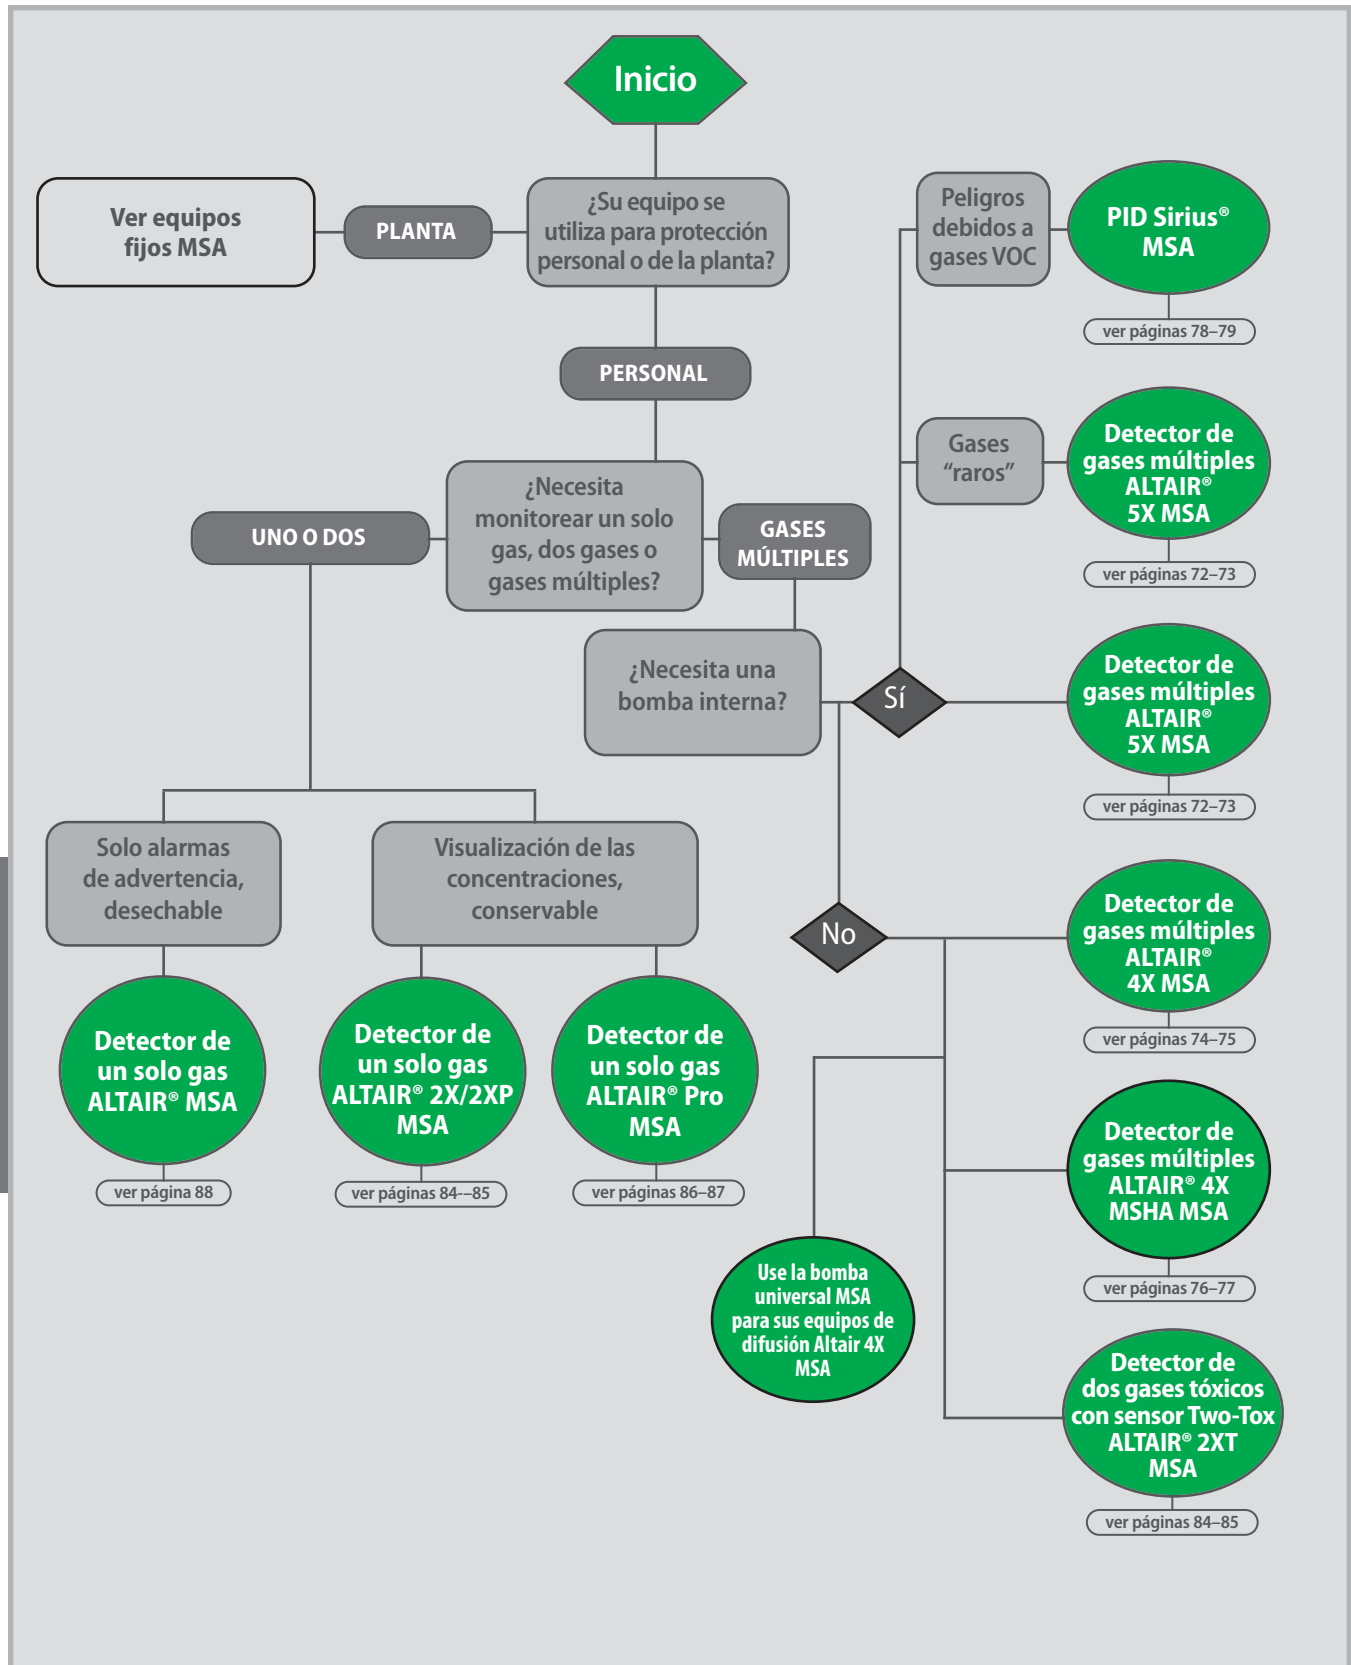 Inicio
¿Su equipo se
utiliza para protección
personal o de la planta?
PLANTA
Ver equipos
fijos MSA
PERSONAL
¿Necesita
monitorear un solo
gas, dos gases o
gases múltiples?
UNO O DOS
GASES
MÚLTIPLES
¿Necesita una
bomba interna?
Sí
Peligros
debidos a
gases VOC
PID Sirius®
MSA
ver páginas 78–79
Gases
“raros”
Detector de
gases múltiples
ALTAIR®
5X MSA
ver páginas 72–73
Detector de
gases múltiples
ALTAIR®
5X MSA
ver páginas 72–73
Solo alarmas
de advertencia,
desechable
Visualización de las
concentraciones,
conservable
Detector de
un solo gas
ALTAIR® MSA
ver página 88
Detector de
un solo gas
ALTAIR® 2X/2XP
MSA
ver páginas 84-–85
Detector de
un solo gas
ALTAIR® Pro
MSA
ver páginas 86–87
No
Detector de
gases múltiples
ALTAIR®
4X MSA
ver páginas 74–75
Detector de
gases múltiples
ALTAIR® 4X
MSHA MSA
ver páginas 76–77
Use la bomba
universal MSA
para sus equipos de
difusión Altair 4X
MSA
Detector de
dos gases tóxicos
con sensor Two-Tox
ALTAIR® 2XT
MSA
ver páginas 84–85